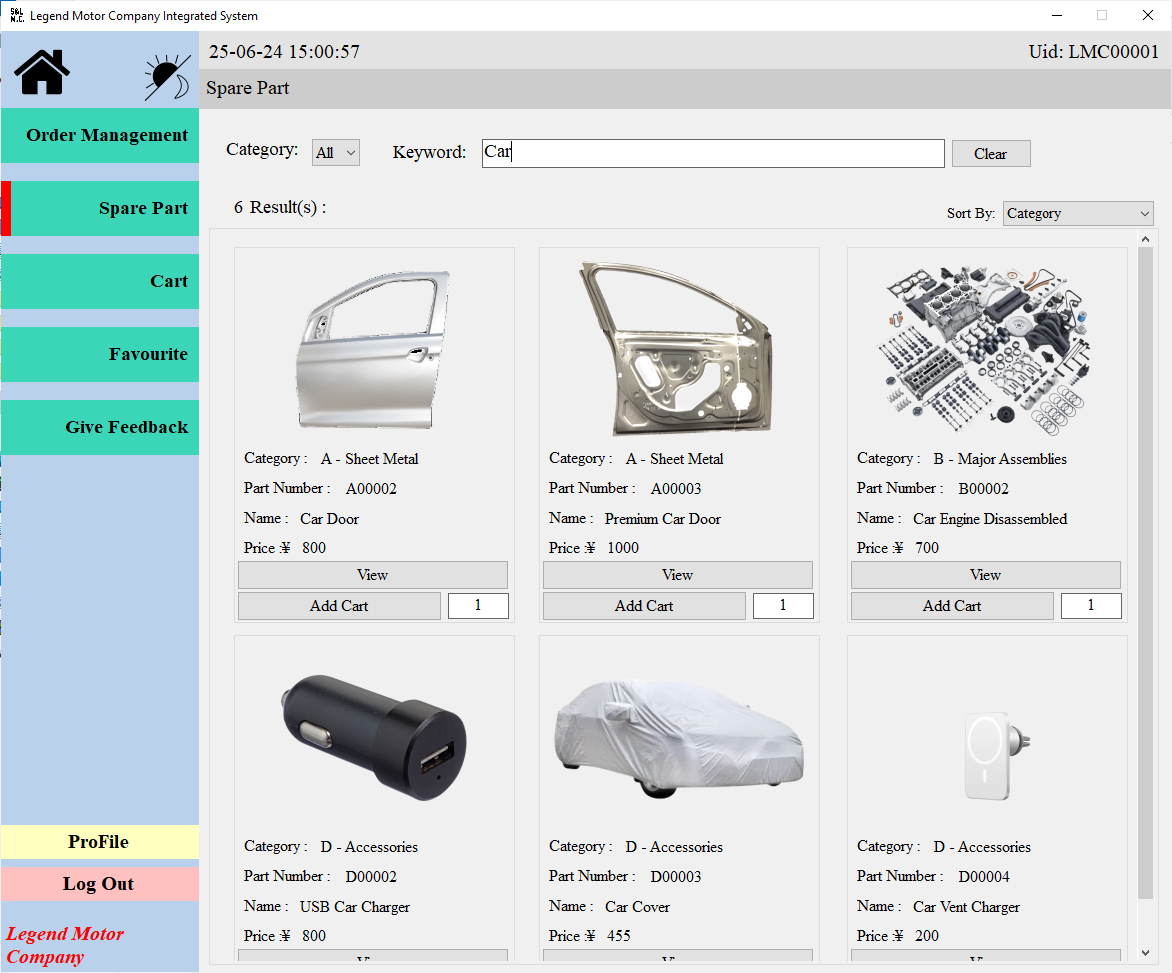 S&L
N.C.
Legend Motor Company Integrated System
25-06-24 15:00:57
Uid: LMC00001
Spare Part
Order Management
Spare Part
Cart
Favourite
Give Feedback
ProFile
Log Out
Legend Motor
Company
Category:
All
Keyword:
Car
Clear
6 Result(s) :
Sort By:
Category
Category : A - Sheet Metal
Part Number : A00002
Name : Car Door
Price :¥ 800
View
Add Cart
1
Category : A - Sheet Metal
Part Number : A00003
Name : Premium Car Door
Price :¥ 1000
View
Add Cart
1
Category : B - Major Assemblies
Part Number : B00002
Name : Car Engine Disassembled
Price :¥ 700
View
Add Cart
1
Category : D - Accessories
Part Number : D00002
Name : USB Car Charger
Price :¥ 800
Category : D - Accessories
Part Number : D00003
Name : Car Cover
Price :¥ 455
Category : D - Accessories
Part Number : D00004
Name : Car Vent Charger
Price :¥ 200